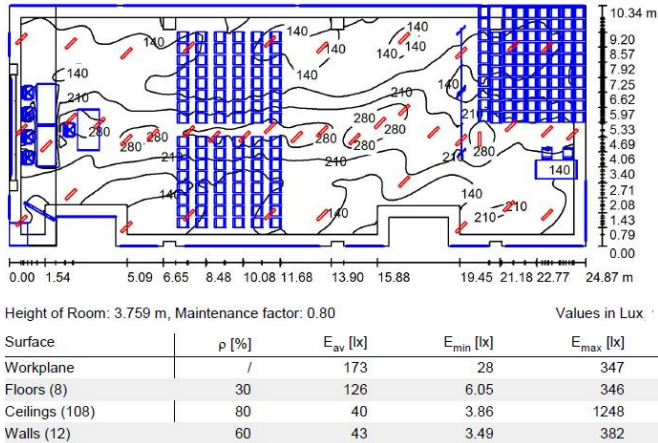 10.34 m
9.20
8.57
7.92
7.25
6.62
5.97
5.33
4.69
4.06
3.40
2.71
2.08
1.43
0.79
0.00
140 140 140
140 140 140
210 210 210
280 280 280 280
280 280 280
210 210 210
140
140 140 140
210 210
0.00 1.54 5.09 6.65 8.48 10.08 11.68 13.90 15.88 19.45 21.18 22.77 24.87 m
Height of Room: 3.759 m, Maintenance factor: 0.80 Values in Lux
Surface ρ [%] Eav [lx] Emin [lx] Emax [lx]
Workplane / 173 28 347
Floors (8) 30 126 6.05 346
Ceilings (108) 80 40 3.86 1248
Walls (12) 60 43 3.49 382